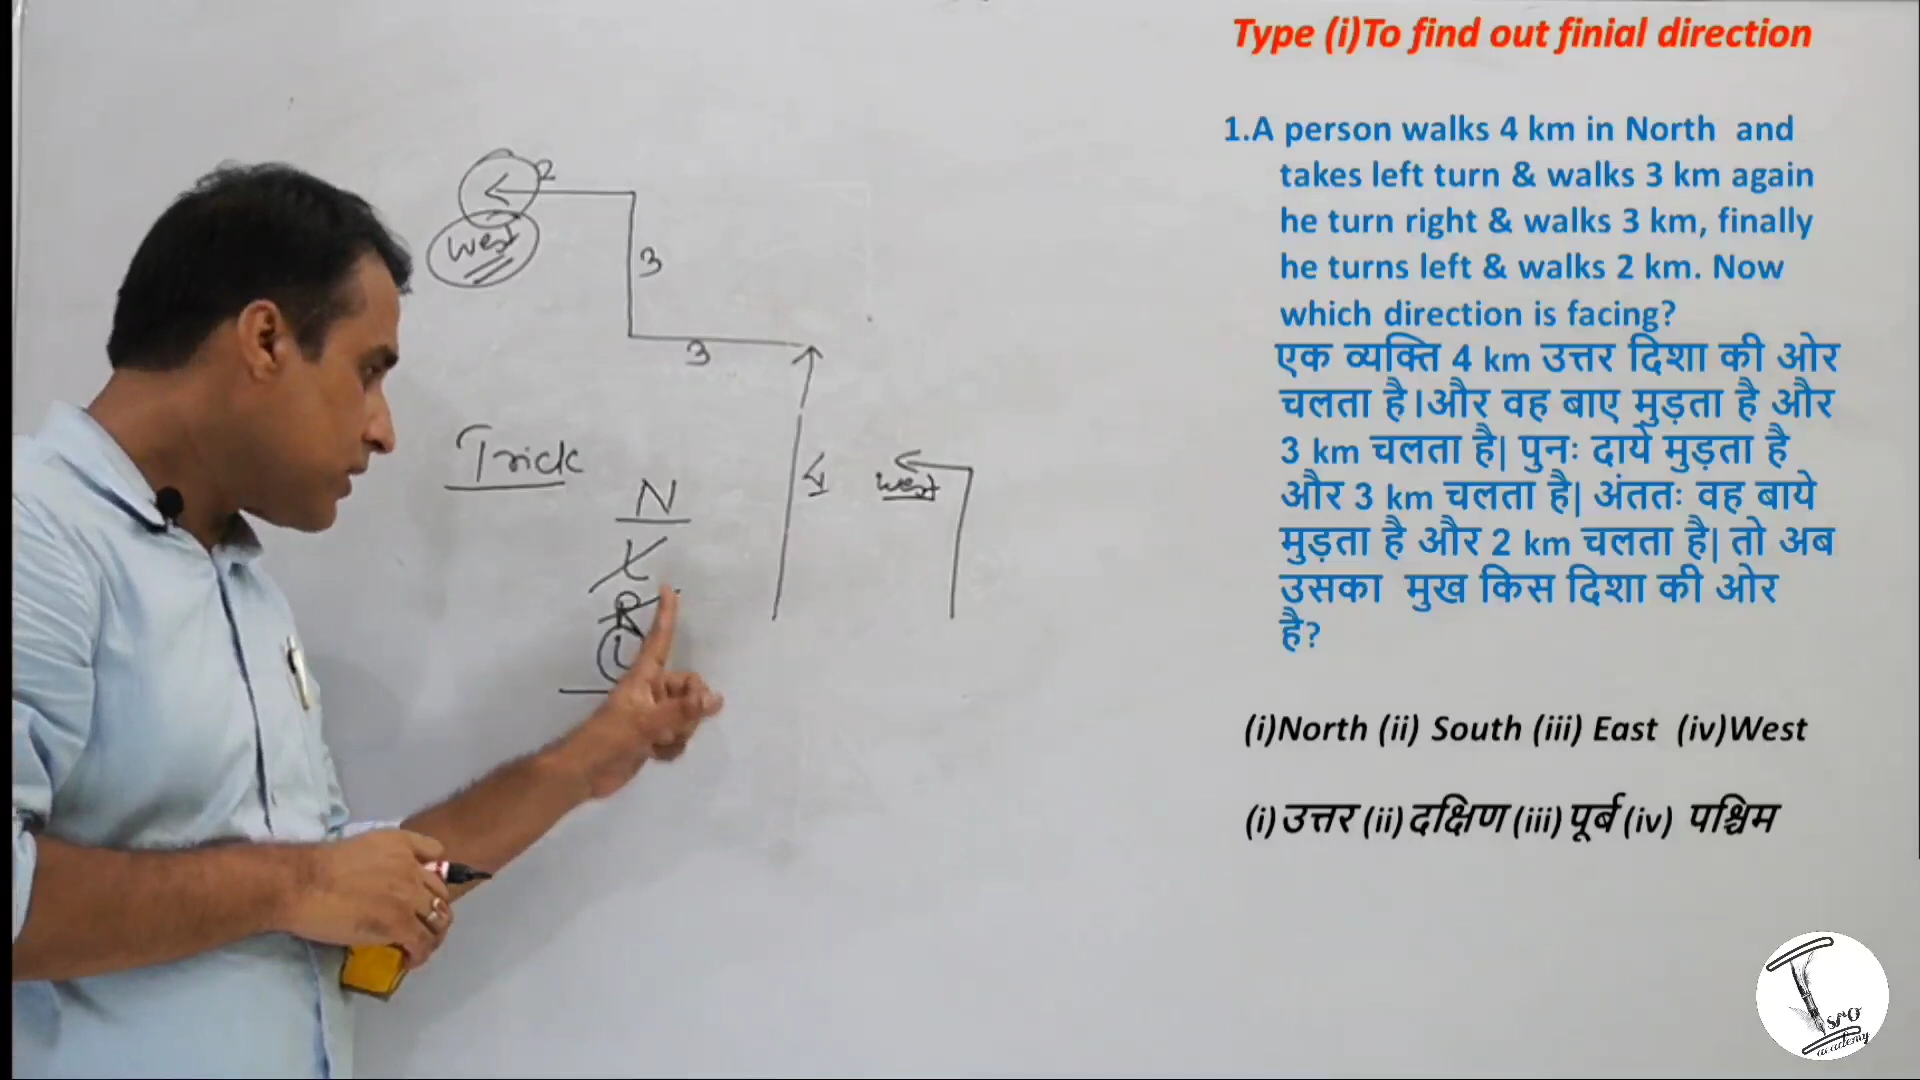 Type (i)To find out finial direction
1.A person walks 4 km in North and
takes left turn & walks 3 km again
he turn right & walks 3 km, finally
he turns left & walks 2 km. Now
which direction is facing?
एक व्यक्ति 4 km उत्तर दिशा की ओर
चलता है।और वह बाए मुड़ता है और
3 km चलता है| पुनः दाये मुड़ता है
और 3 km चलता है| अंततः वह बाये
मुड़ता है और 2 km चलता है| तो अब
उसका मुख किस दिशा की ओर
है?
(i)North (ii) South (iii) East (iv)West
(i)उत्तर (ii)दक्षिण (iii)पूर्ब (iv) पश्चिम
2
West
3
3
Trick
N
L
R
L
4
West
Isro
academy